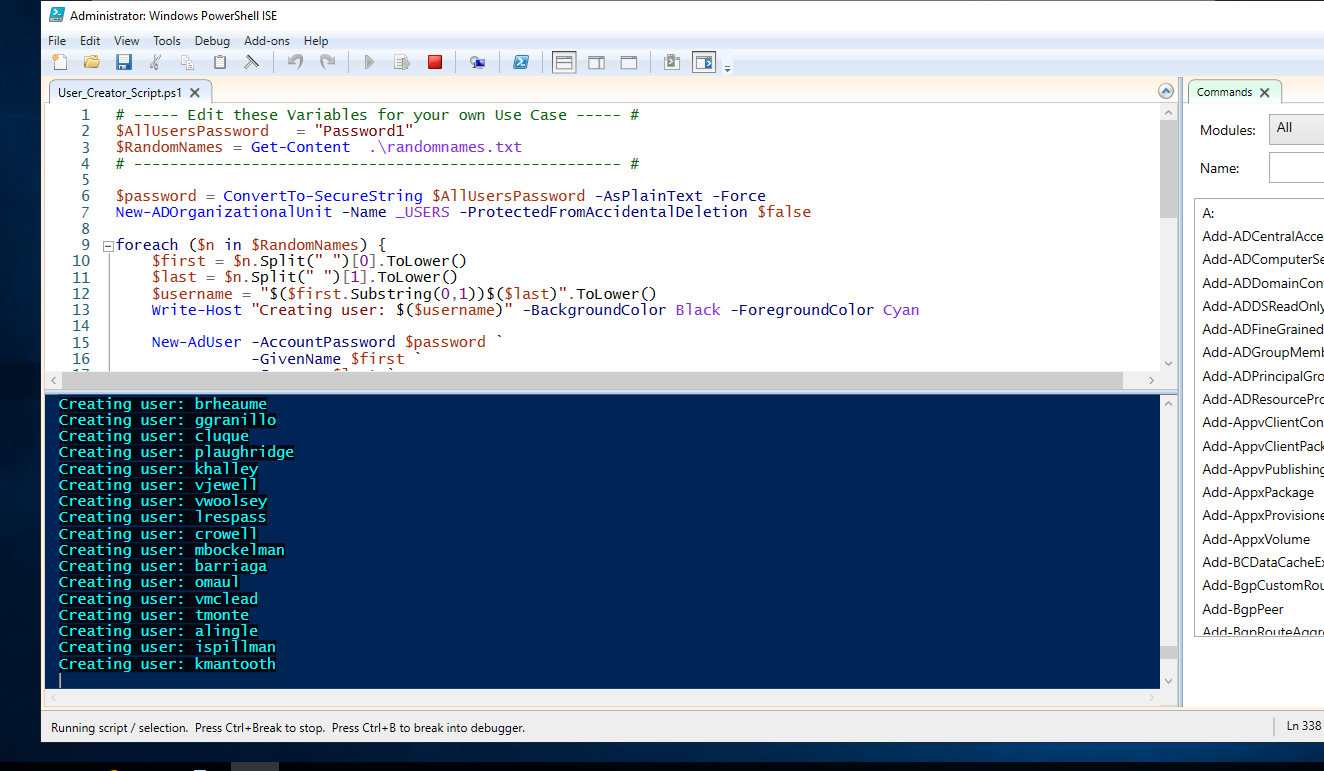 Administrator: Windows PowerShell ISE
File Edit View Tools Debug Add-ons Help
User_Creator_Script.ps1
1 # ----- Edit these Variables for your own Use Case ----- #
2 $AllUsersPassword = "Password1"
3 $RandomNames = Get-Content .\randomnames.txt
4 # ------------------------------------------------------ #
5
6 $password = ConvertTo-SecureString $AllUsersPassword -AsPlainText -Force
7 New-ADOrganizationalUnit -Name _USERS -ProtectedFromAccidentalDeletion $false
8
9 foreach ($n in $RandomNames) {
10 $first = $n.Split(" ")[0].ToLower()
11 $last = $n.Split(" ")[1].ToLower()
12 $username = "$($first.Substring(0,1))$($last)".ToLower()
13 Write-Host "Creating user: $($username)" -BackgroundColor Black -ForegroundColor Cyan
14
15 New-AdUser -AccountPassword $password `
16 -GivenName $first `
Creating user: brheaume
Creating user: ggranillo
Creating user: cluque
Creating user: plaughridge
Creating user: khalley
Creating user: vjewell
Creating user: vwoolsey
Creating user: lrespass
Creating user: crowell
Creating user: mbockelman
Creating user: barriaga
Creating user: omaul
Creating user: vmclead
Creating user: tmonte
Creating user: alingle
Creating user: ispillman
Creating user: kmantooth
Running script / selection. Press Ctrl+Break to stop. Press Ctrl+B to break into debugger.
Ln 338
Commands
Modules: All
Name:
A:
Add-ADCentralAcce
Add-ADComputerSe
Add-ADDomainCon
Add-ADDSReadOnly
Add-ADFineGrained
Add-ADGroupMemb
Add-ADPrincipalGro
Add-ADResourcePro
Add-AppvClientCon
Add-AppvClientPack
Add-AppvPublishing
Add-AppxPackage
Add-AppxProvisione
Add-AppxVolume
Add-BCDataCacheEx
Add-BgpCustomRou
Add-BgpPeer
Add-BgpRouteAggre